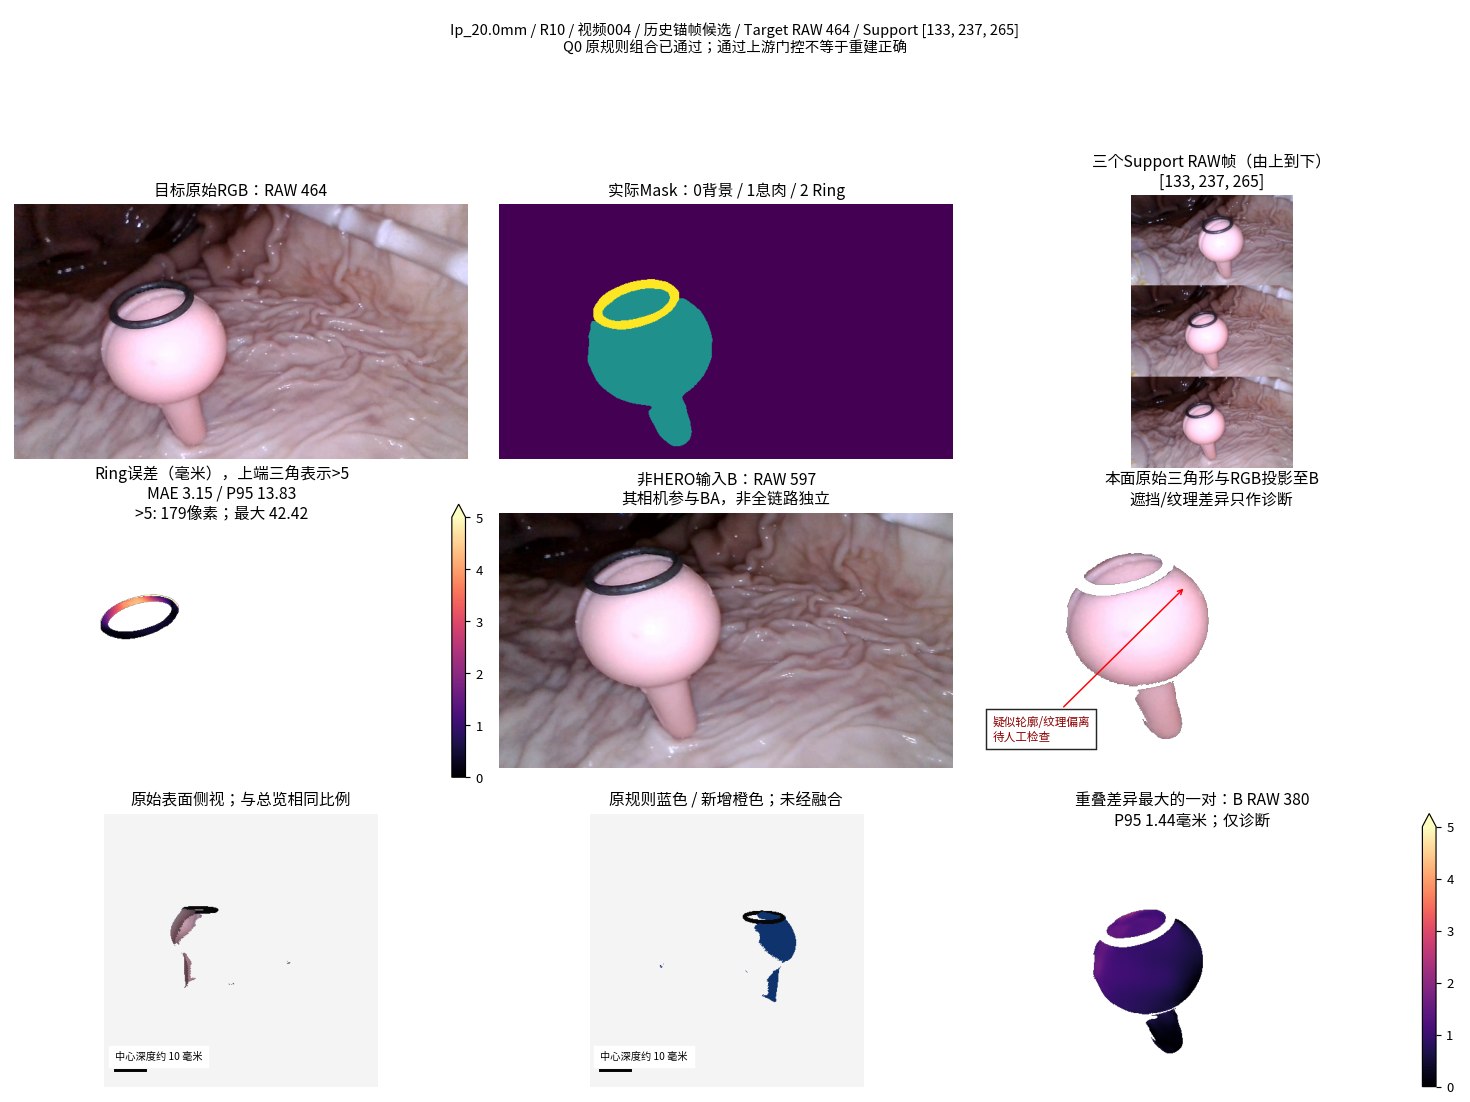 Ip_20.0mm / R10 / 视频004 / 历史锚帧候选 / Target RAW 464 / Support [133, 237, 265]
Q0 原规则组合已通过；通过上游门控不等于重建正确
目标原始RGB：RAW 464
实际Mask：0背景 / 1息肉 / 2 Ring
三个Support RAW帧（由上到下）
[133, 237, 265]
Ring误差（毫米），上端三角表示>5
MAE 3.15 / P95 13.83
>5: 179像素；最大 42.42
5
4
3
2
1
0
非HERO输入B：RAW 597
其相机参与BA，非全链路独立
本面原始三角形与RGB投影至B
遮挡/纹理差异只作诊断
疑似轮廓/纹理偏离
待人工检查
原始表面侧视；与总览相同比例
中心深度约 10 毫米
原规则蓝色 / 新增橙色；未经融合
中心深度约 10 毫米
重叠差异最大的一对：B RAW 380
P95 1.44毫米；仅诊断
5
4
3
2
1
0